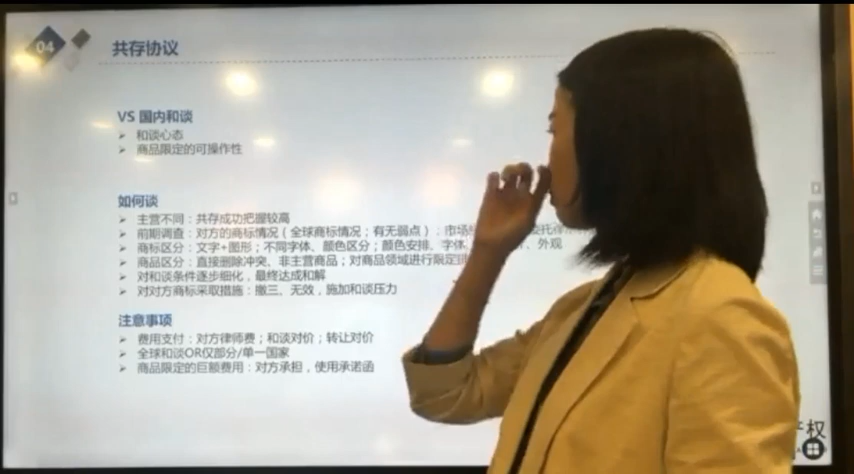 04
共存协议
VS 国内和谈
➢ 和谈心态
➢ 商品限定的可操作性
如何谈
➢ 主营不同：共存成功把握较高
➢ 前期调查：对方的商标情况（全球商标情况；有无弱点）；市场
➢ 商标区分：文字+图形；不同字体、颜色区分；颜色安排、字体、外观
➢ 商品区分：直接删除冲突、非主营商品；对商品领域进行限定
➢ 对和谈条件逐步细化，最终达成和解
➢ 对对方商标采取措施：撤三、无效，施加和谈压力
注意事项
➢ 费用支付：对方律师费；和谈对价；转让对价
➢ 全球和谈OR仅部分/单一国家
➢ 商品限定的巨额费用：对方承担，使用承诺函
权